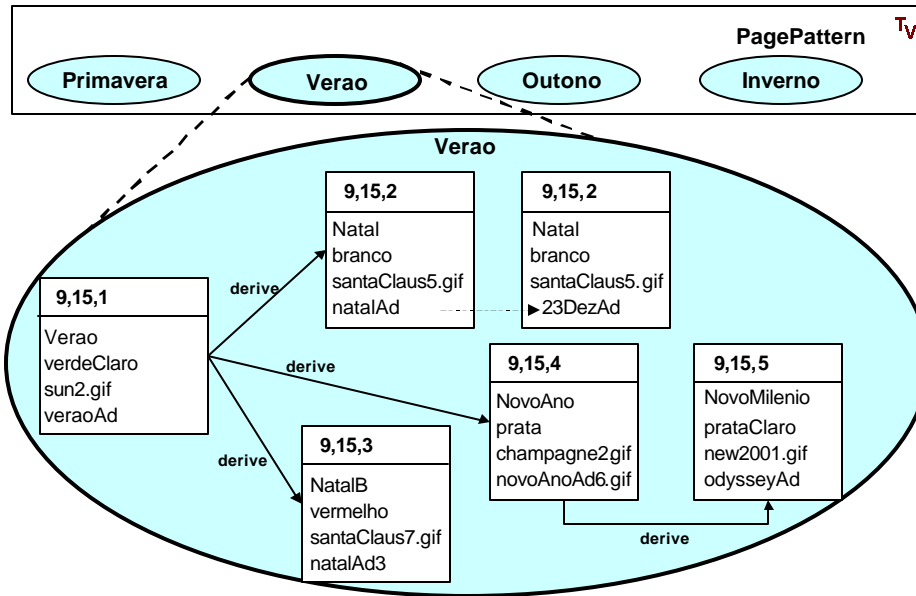 PagePattern
TV
Primavera
Verao
Outono
Inverno
Verao
9,15,2
Natal
branco
santaClaus5.gif
natalAd
9,15,2
Natal
branco
santaClaus5.gif
23DezAd
derive
9,15,1
Verao
verdeClaro
sun2.gif
veraoAd
derive
9,15,4
NovoAno
prata
champagne2.gif
novoAnoAd6.gif
9,15,5
NovoMilenio
prataClaro
new2001.gif
odysseyAd
derive
9,15,3
NatalB
vermelho
santaClaus7.gif
natalAd3
derive